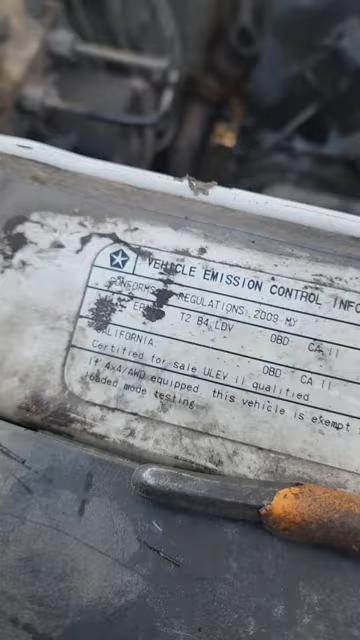 VEHICLE EMISSION CONTROL INFO
CONFORMS REGULATIONS: 2009 MY
EPA: T2 B4 LDV OBD: CA II
CALIFORNIA: OBD: CA II
Certified for sale ULEV II qualified
If 4x4/AWD equipped this vehicle is exempt
loaded mode testing.